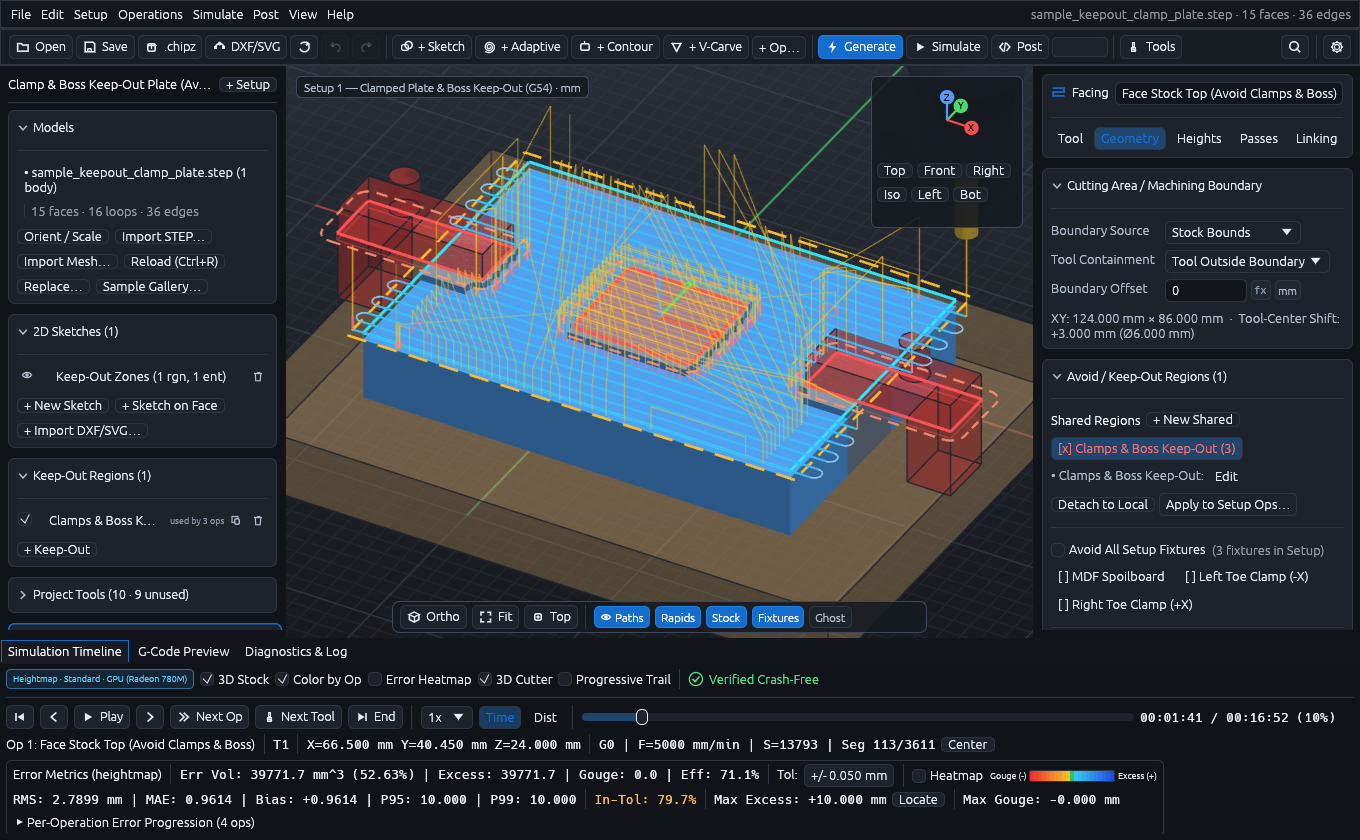 File Edit Setup Operations Simulate Post View Help
sample_keepout_clamp_plate.step · 15 faces · 36 edges
Open Save .chipz DXF/SVG + Sketch + Adaptive + Contour + V-Carve + Op... Generate Simulate Post Tools
Clamp & Boss Keep-Out Plate (Av... + Setup
Models
• sample_keepout_clamp_plate.step (1
body)
15 faces · 16 loops · 36 edges
Orient / Scale Import STEP...
Import Mesh... Reload (Ctrl+R)
Replace... Sample Gallery...
2D Sketches (1)
Keep-Out Zones (1 rgn, 1 ent)
+ New Sketch + Sketch on Face
+ Import DXF/SVG...
Keep-Out Regions (1)
Clamps & Boss K... used by 3 ops
+ Keep-Out
Project Tools (10 · 9 unused)
Setup 1 — Clamped Plate & Boss Keep-Out (G54) · mm
Z
Y
X
Top Front Right
Iso Left Bot
Ortho Fit Top Paths Rapids Stock Fixtures Ghost
Facing Face Stock Top (Avoid Clamps & Boss)
Tool Geometry Heights Passes Linking
Cutting Area / Machining Boundary
Boundary Source Stock Bounds
Tool Containment Tool Outside Boundary
Boundary Offset 0 fx mm
XY: 124.000 mm × 86.000 mm · Tool-Center Shift:
+3.000 mm (Ø6.000 mm)
Avoid / Keep-Out Regions (1)
Shared Regions + New Shared
[x] Clamps & Boss Keep-Out (3)
• Clamps & Boss Keep-Out: Edit
Detach to Local Apply to Setup Ops...
Avoid All Setup Fixtures (3 fixtures in Setup)
[ ] MDF Spoilboard [ ] Left Toe Clamp (-X)
[ ] Right Toe Clamp (+X)
Simulation Timeline G-Code Preview Diagnostics & Log
Heightmap · Standard · GPU (Radeon 780M) 3D Stock Color by Op Error Heatmap 3D Cutter Progressive Trail Verified Crash-Free
Play Next Op Next Tool End 1x Time Dist 00:01:41 / 00:16:52 (10%)
Op 1: Face Stock Top (Avoid Clamps & Boss) T1 X=66.500 mm Y=40.450 mm Z=24.000 mm G0 | F=5000 mm/min | S=13793 | Seg 113/3611 Center
Error Metrics (heightmap) Err Vol: 39771.7 mm^3 (52.63%) | Excess: 39771.7 | Gouge: 0.0 | Eff: 71.1% Tol: +/- 0.050 mm Heatmap Gouge (-) Excess (+)
RMS: 2.7899 mm | MAE: 0.9614 | Bias: +0.9614 | P95: 10.000 | P99: 10.000 In-Tol: 79.7% Max Excess: +10.000 mm Locate Max Gouge: -0.000 mm
Per-Operation Error Progression (4 ops)